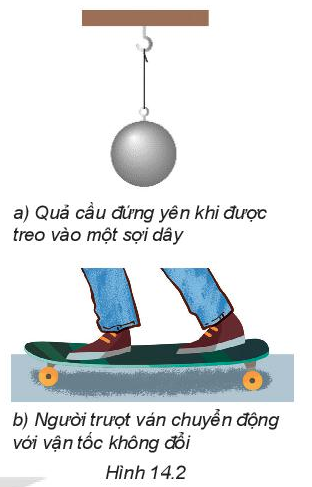 a) Quả cầu đứng yên khi được
treo vào một sợi dây
b) Người trượt ván chuyển động
với vận tốc không đổi
Hình 14.2